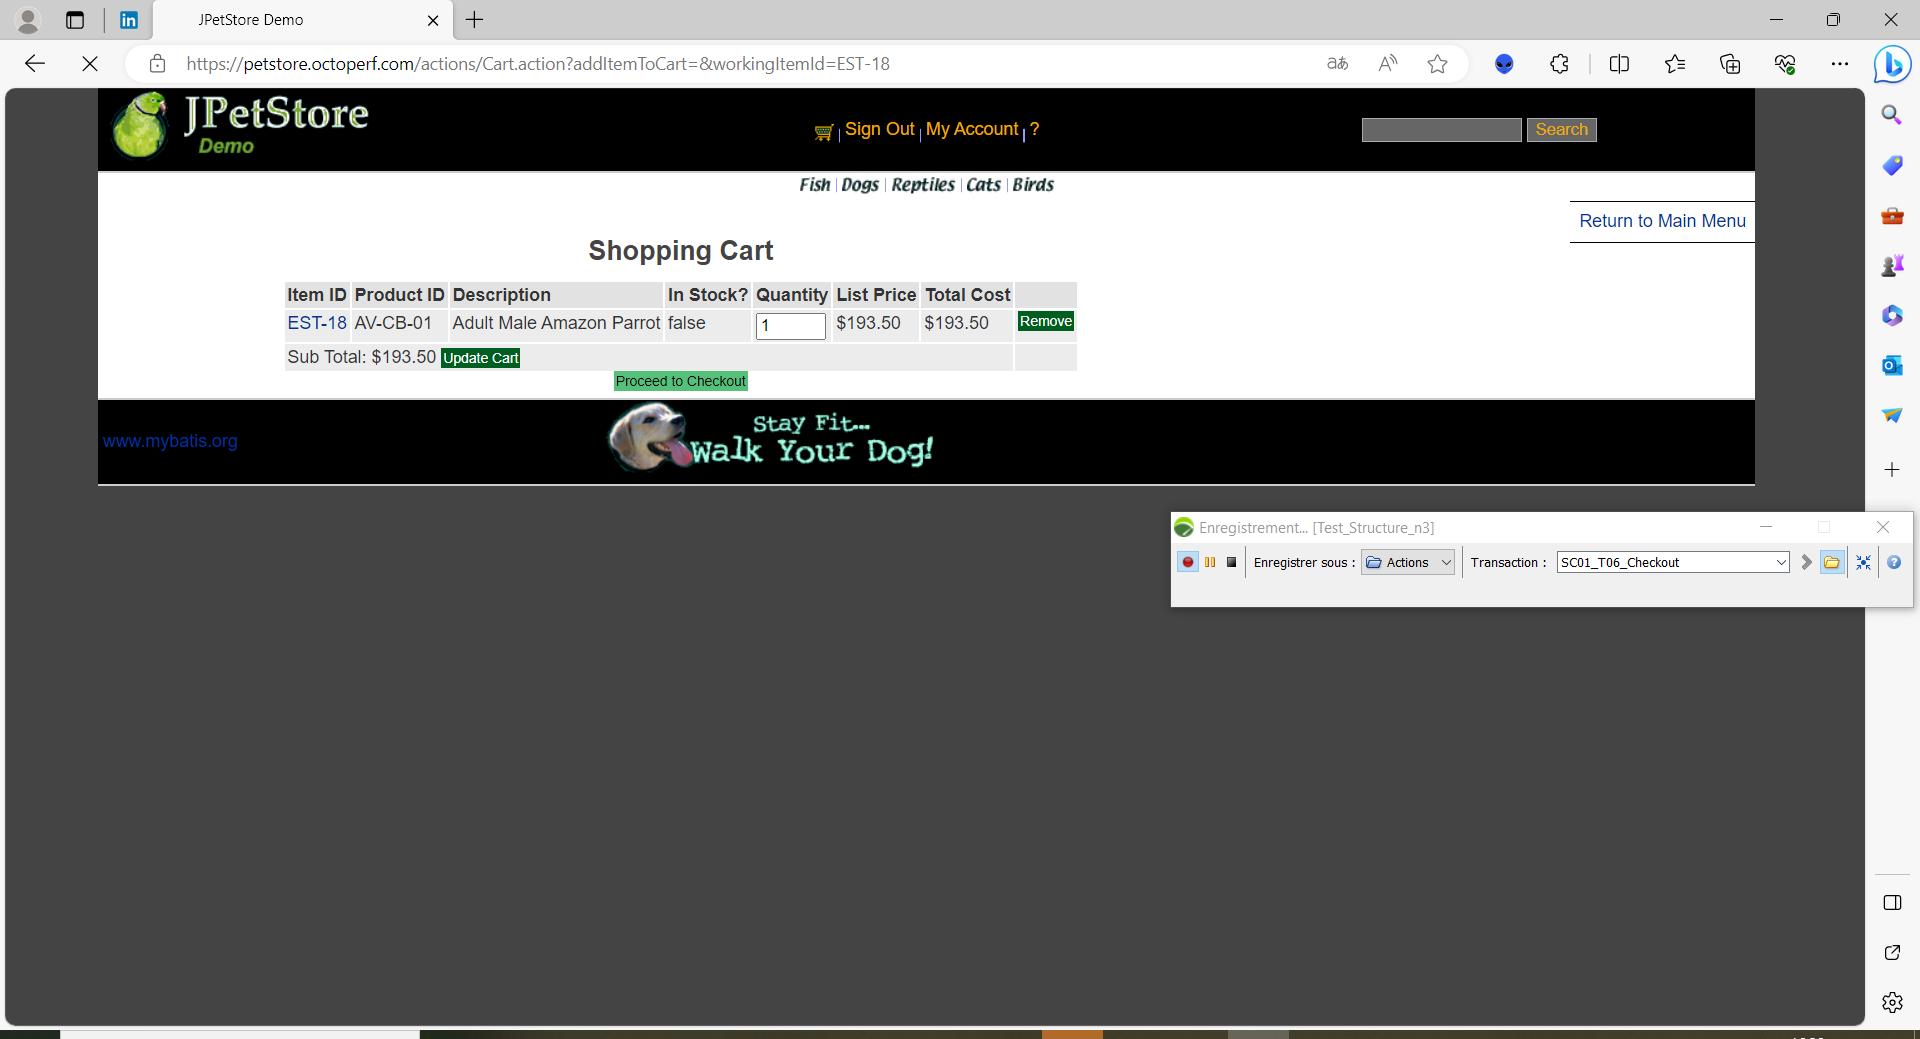 JPetStore Demo
https://petstore.octoperf.com/actions/Cart.action?addItemToCart=&workingItemId=EST-18
JPetStore
Demo
Sign Out | My Account | ?
Search
Fish | Dogs | Reptiles | Cats | Birds
Return to Main Menu
Shopping Cart
Item ID Product ID Description In Stock? Quantity List Price Total Cost
EST-18 AV-CB-01 Adult Male Amazon Parrot false 1 $193.50 $193.50 Remove
Sub Total: $193.50 Update Cart
Proceed to Checkout
www.mybatis.org
Stay Fit...
Walk Your Dog!
Enregistrement... [Test_Structure_n3]
Enregistrer sous : Actions Transaction : SC01_T06_Checkout